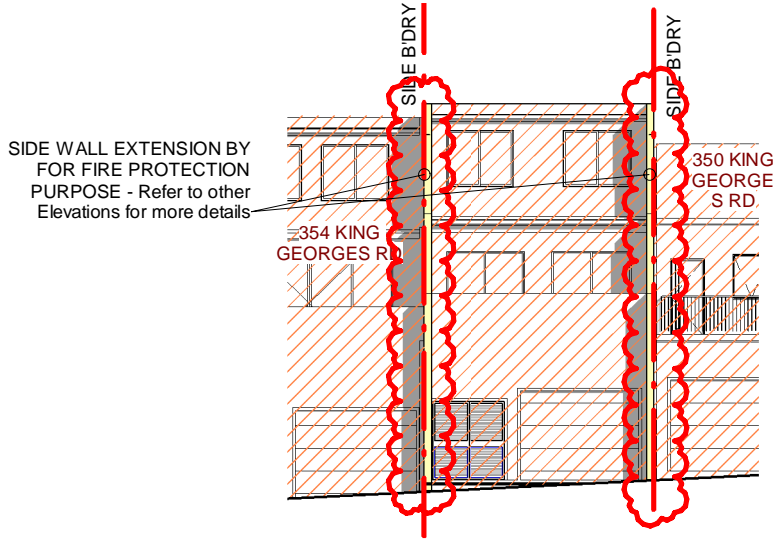 SIDE B'DRY
SIDE B'DRY
SIDE WALL EXTENSION BY
FOR FIRE PROTECTION
PURPOSE - Refer to other
Elevations for more details
354 KING
GEORGES RD
350 KING
GEORGE
S RD